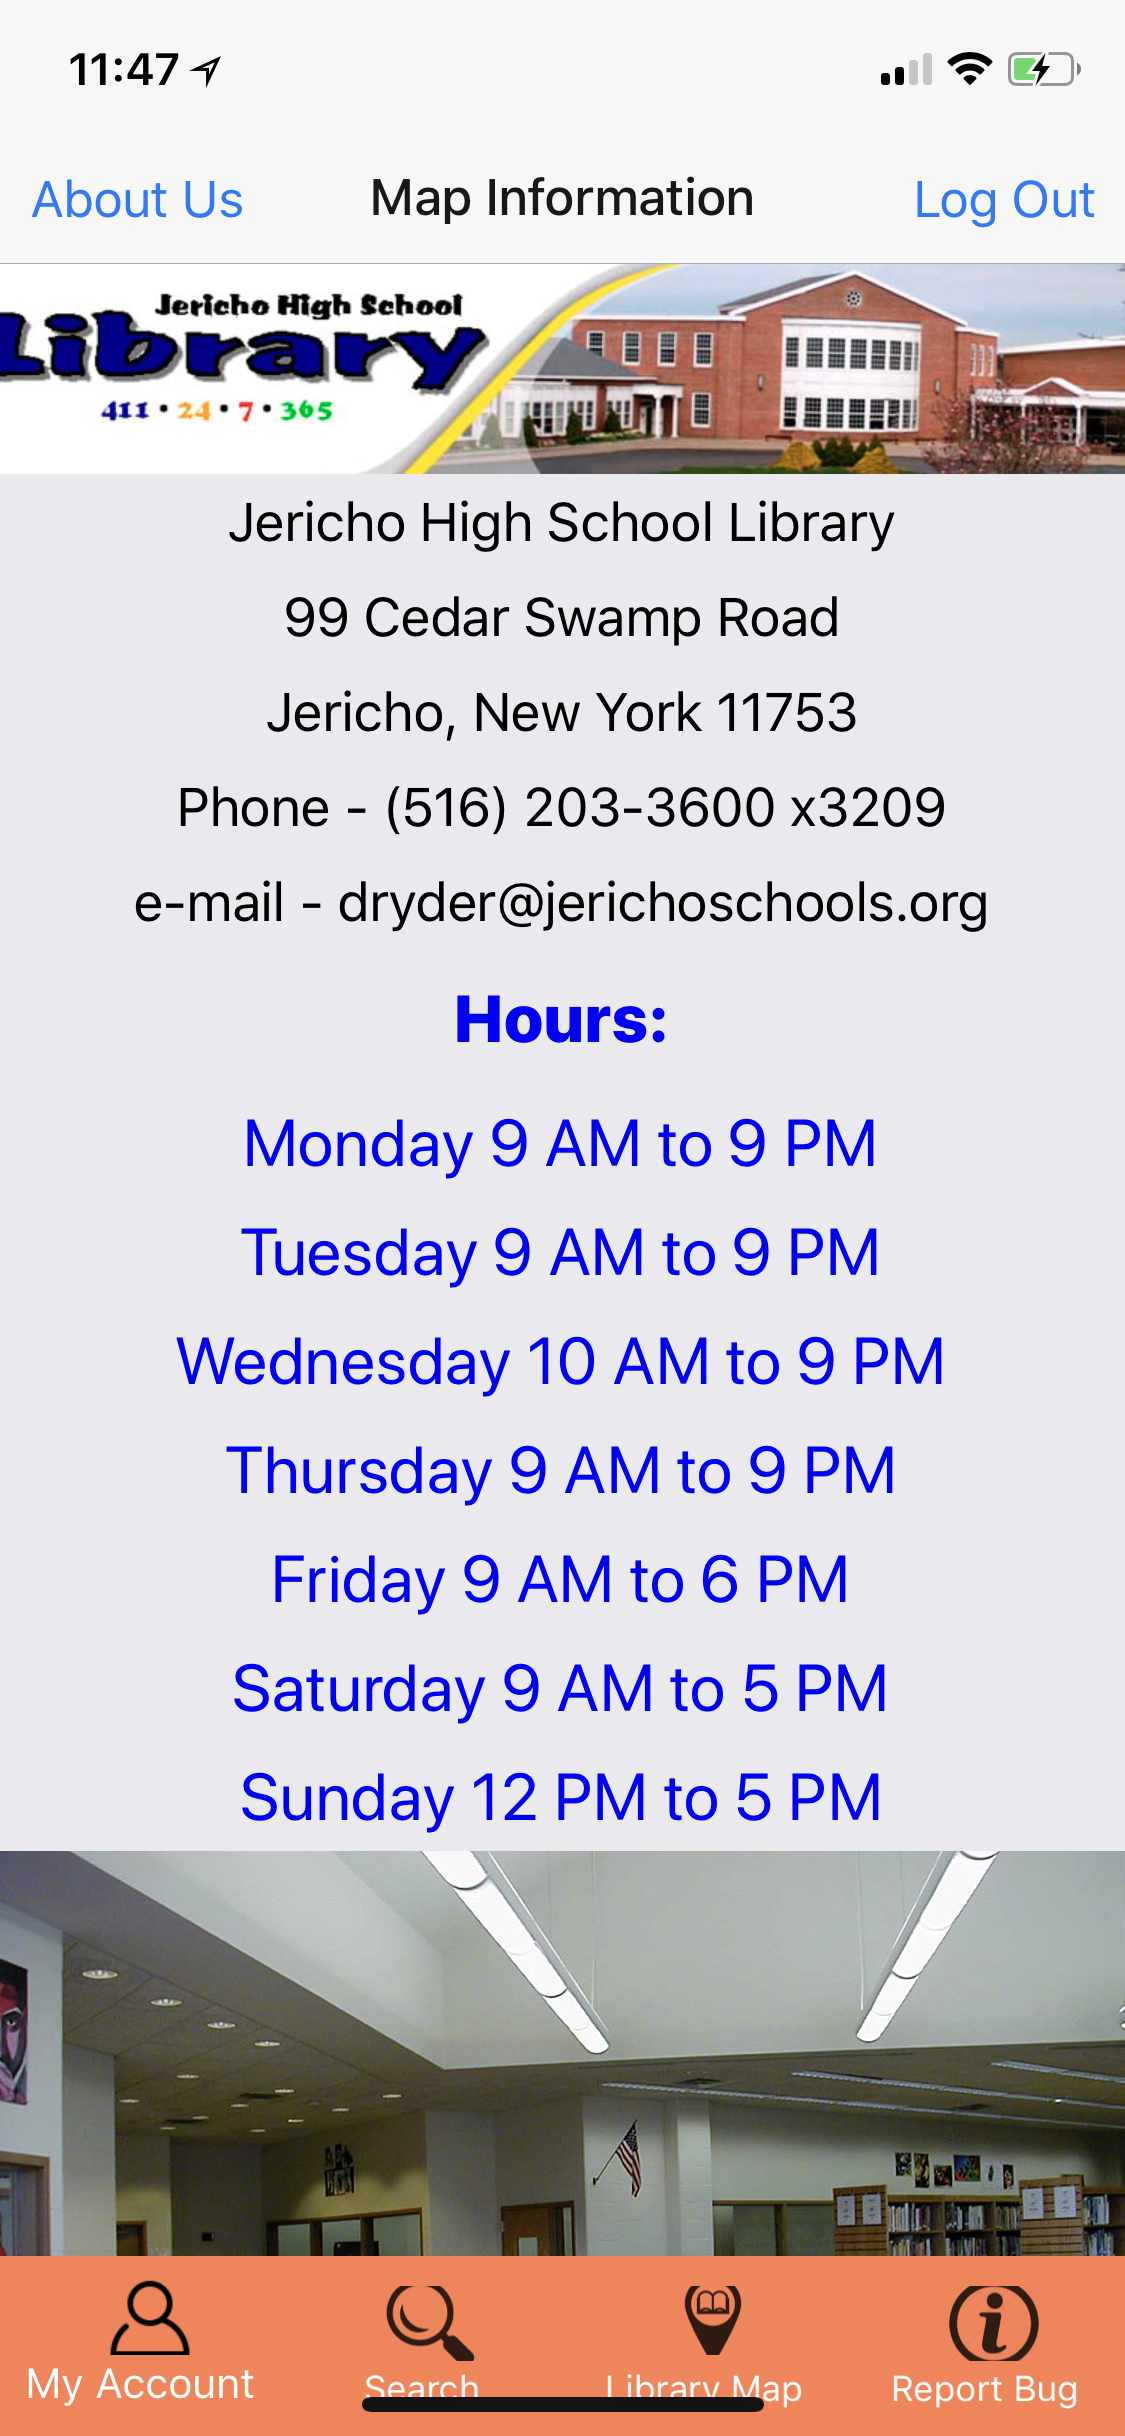 11:47
About Us Map Information Log Out
Jericho High School
Library
411 • 24 • 7 • 365
Jericho High School Library
99 Cedar Swamp Road
Jericho, New York 11753
Phone - (516) 203-3600 x3209
e-mail - dryder@jerichoschools.org
Hours:
Monday 9 AM to 9 PM
Tuesday 9 AM to 9 PM
Wednesday 10 AM to 9 PM
Thursday 9 AM to 9 PM
Friday 9 AM to 6 PM
Saturday 9 AM to 5 PM
Sunday 12 PM to 5 PM
My Account Search Library Map Report Bug